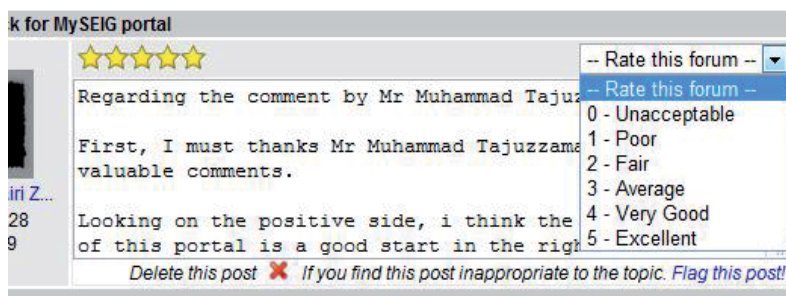 k for MySEIG portal
-- Rate this forum --
-- Rate this forum --
0 - Unacceptable
1 - Poor
2 - Fair
3 - Average
4 - Very Good
5 - Excellent
Regarding the comment by Mr Muhammad
First, I must thanks Mr Muhammad
valuable comments.
Looking on the positive side, i think the
of this portal is a good start in the
iri Z...
28
9
Delete this post If you find this post inappropriate to the topic. Flag this post!